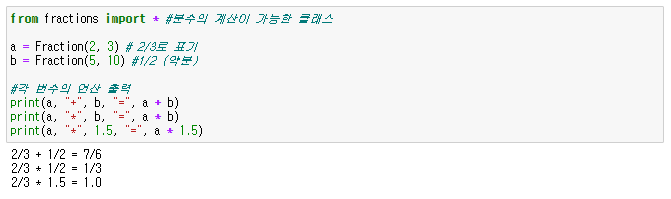 from fractions import * #분수의 계산이 가능한 클래스
a = Fraction(2, 3) # 2/3로 표기
b = Fraction(5, 10) #1/2 (약분)
#각 변수의 연산 출력
print(a, "+", b, "=", a + b)
print(a, "*", b, "=", a * b)
print(a, "*", 1.5, "=", a * 1.5)
2/3 + 1/2 = 7/6
2/3 * 1/2 = 1/3
2/3 * 1.5 = 1.0